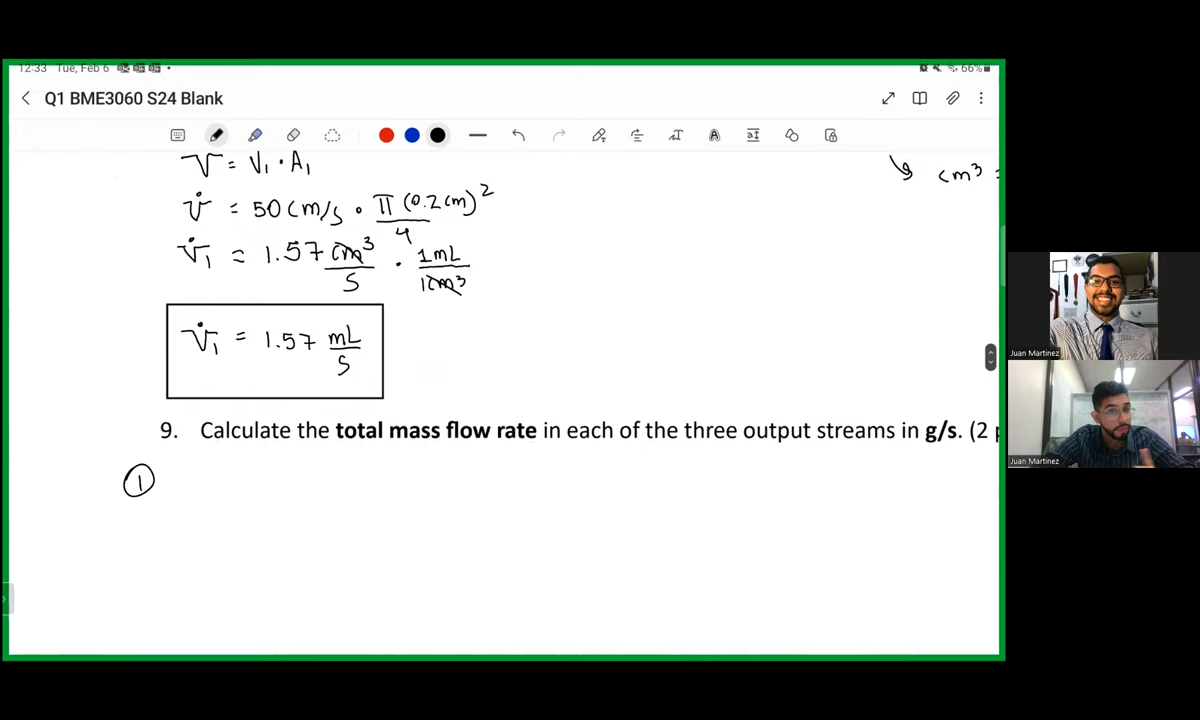 12:33 Tue, Feb 6 66%
Q1 BME3060 S24 Blank
V̇ = V₁ · A₁
cm³ =
V̇ = 50 cm/s · π (0.2 cm)² / 4
V̇₁ = 1.57 cm³/s · 1 mL / 1 cm³
V̇₁ = 1.57 mL/s
9. Calculate the total mass flow rate in each of the three output streams in g/s. (2 p
①
Juan Martinez
Juan Martinez